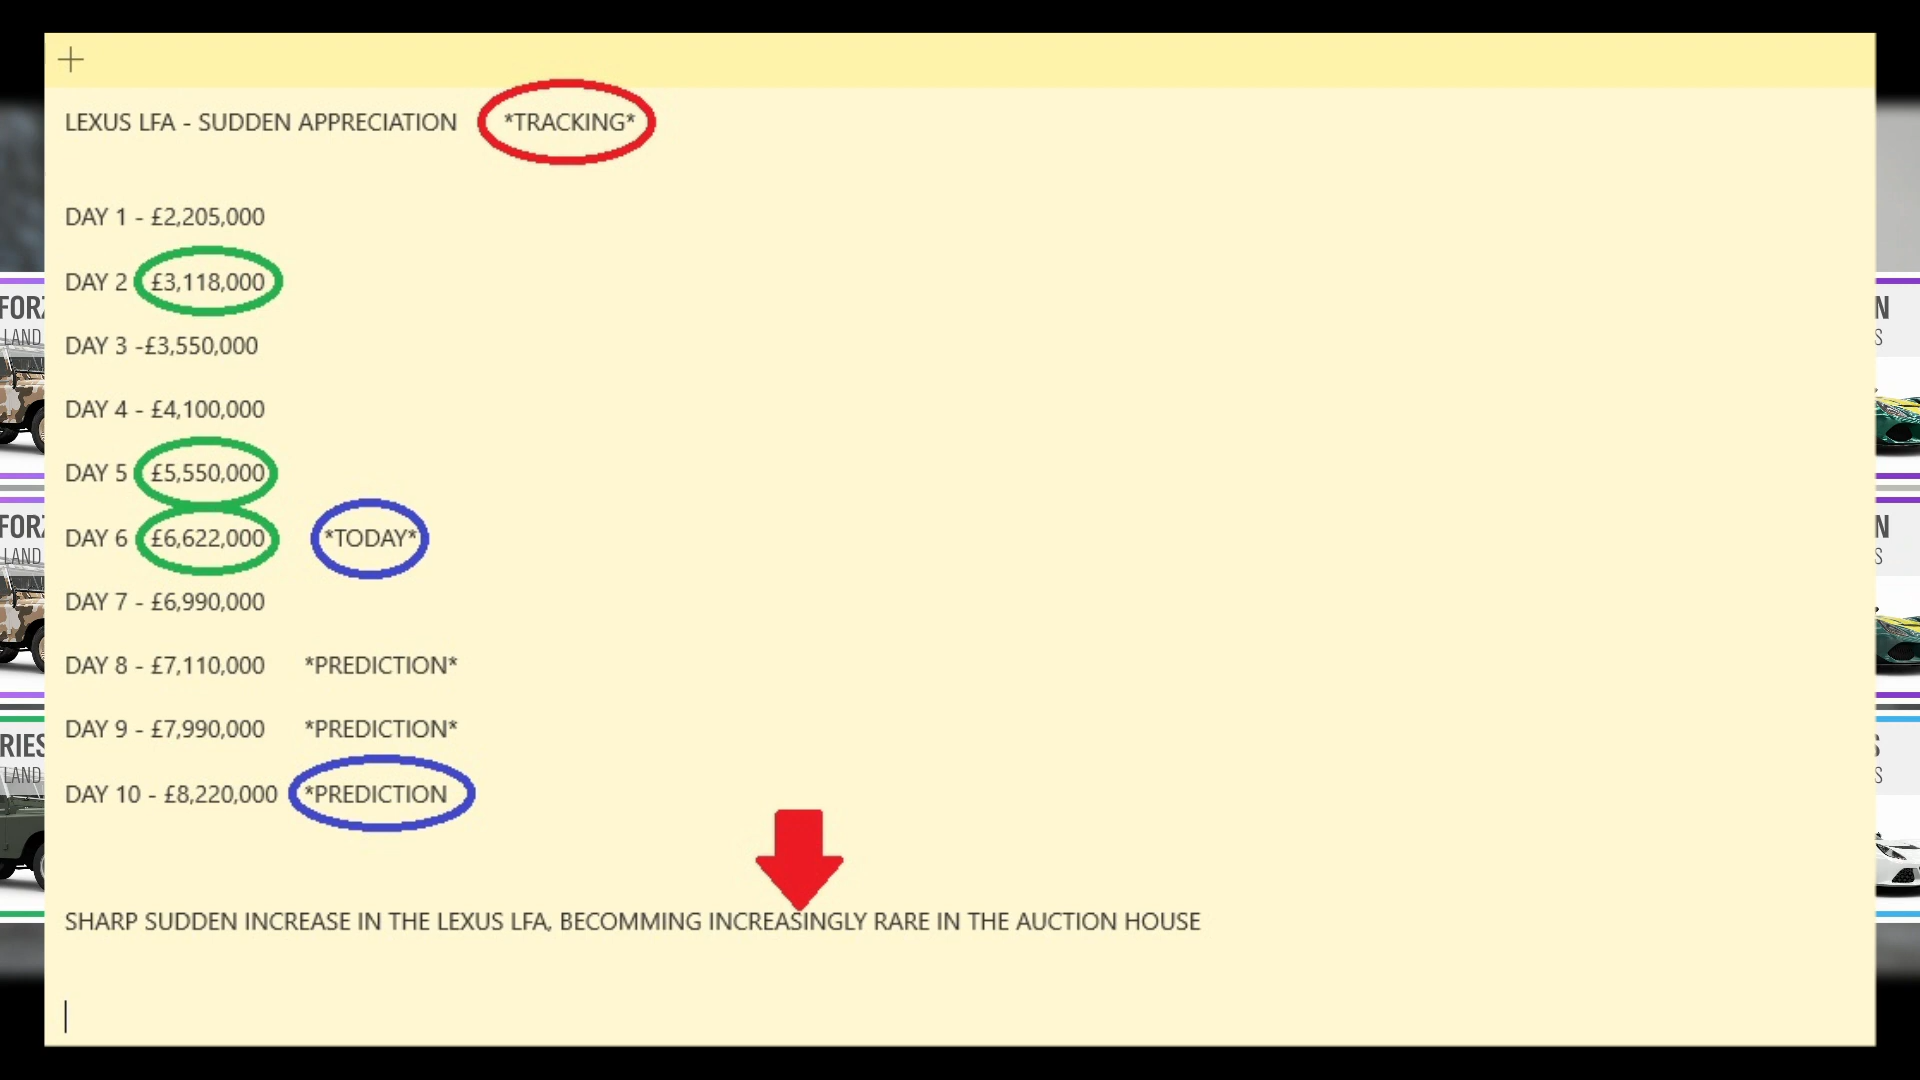 LEXUS LFA - SUDDEN APPRECIATION *TRACKING*
DAY 1 - £2,205,000
DAY 2 £3,118,000
DAY 3 -£3,550,000
DAY 4 - £4,100,000
DAY 5 £5,550,000
DAY 6 £6,622,000 *TODAY*
DAY 7 - £6,990,000
DAY 8 - £7,110,000 *PREDICTION*
DAY 9 - £7,990,000 *PREDICTION*
DAY 10 - £8,220,000 *PREDICTION
SHARP SUDDEN INCREASE IN THE LEXUS LFA, BECOMMING INCREASINGLY RARE IN THE AUCTION HOUSE
LAND
LAND
LAND